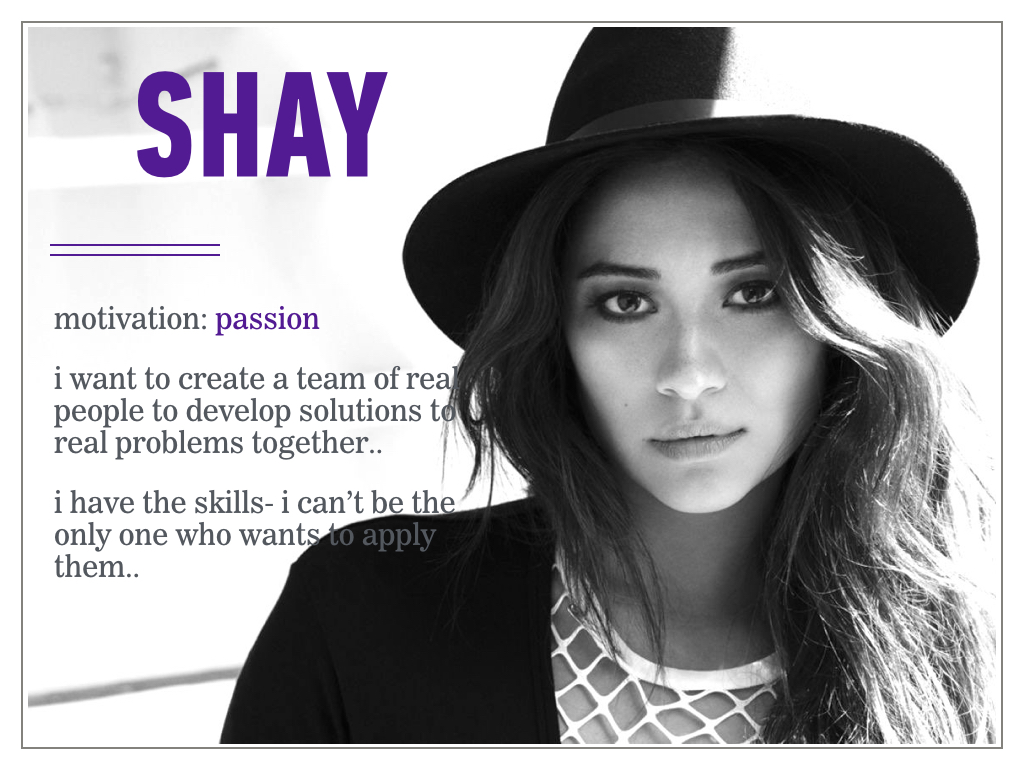 SHAY
motivation: passion
i want to create a team of real
people to develop solutions to
real problems together..
i have the skills- i can’t be the
only one who wants to apply
them..